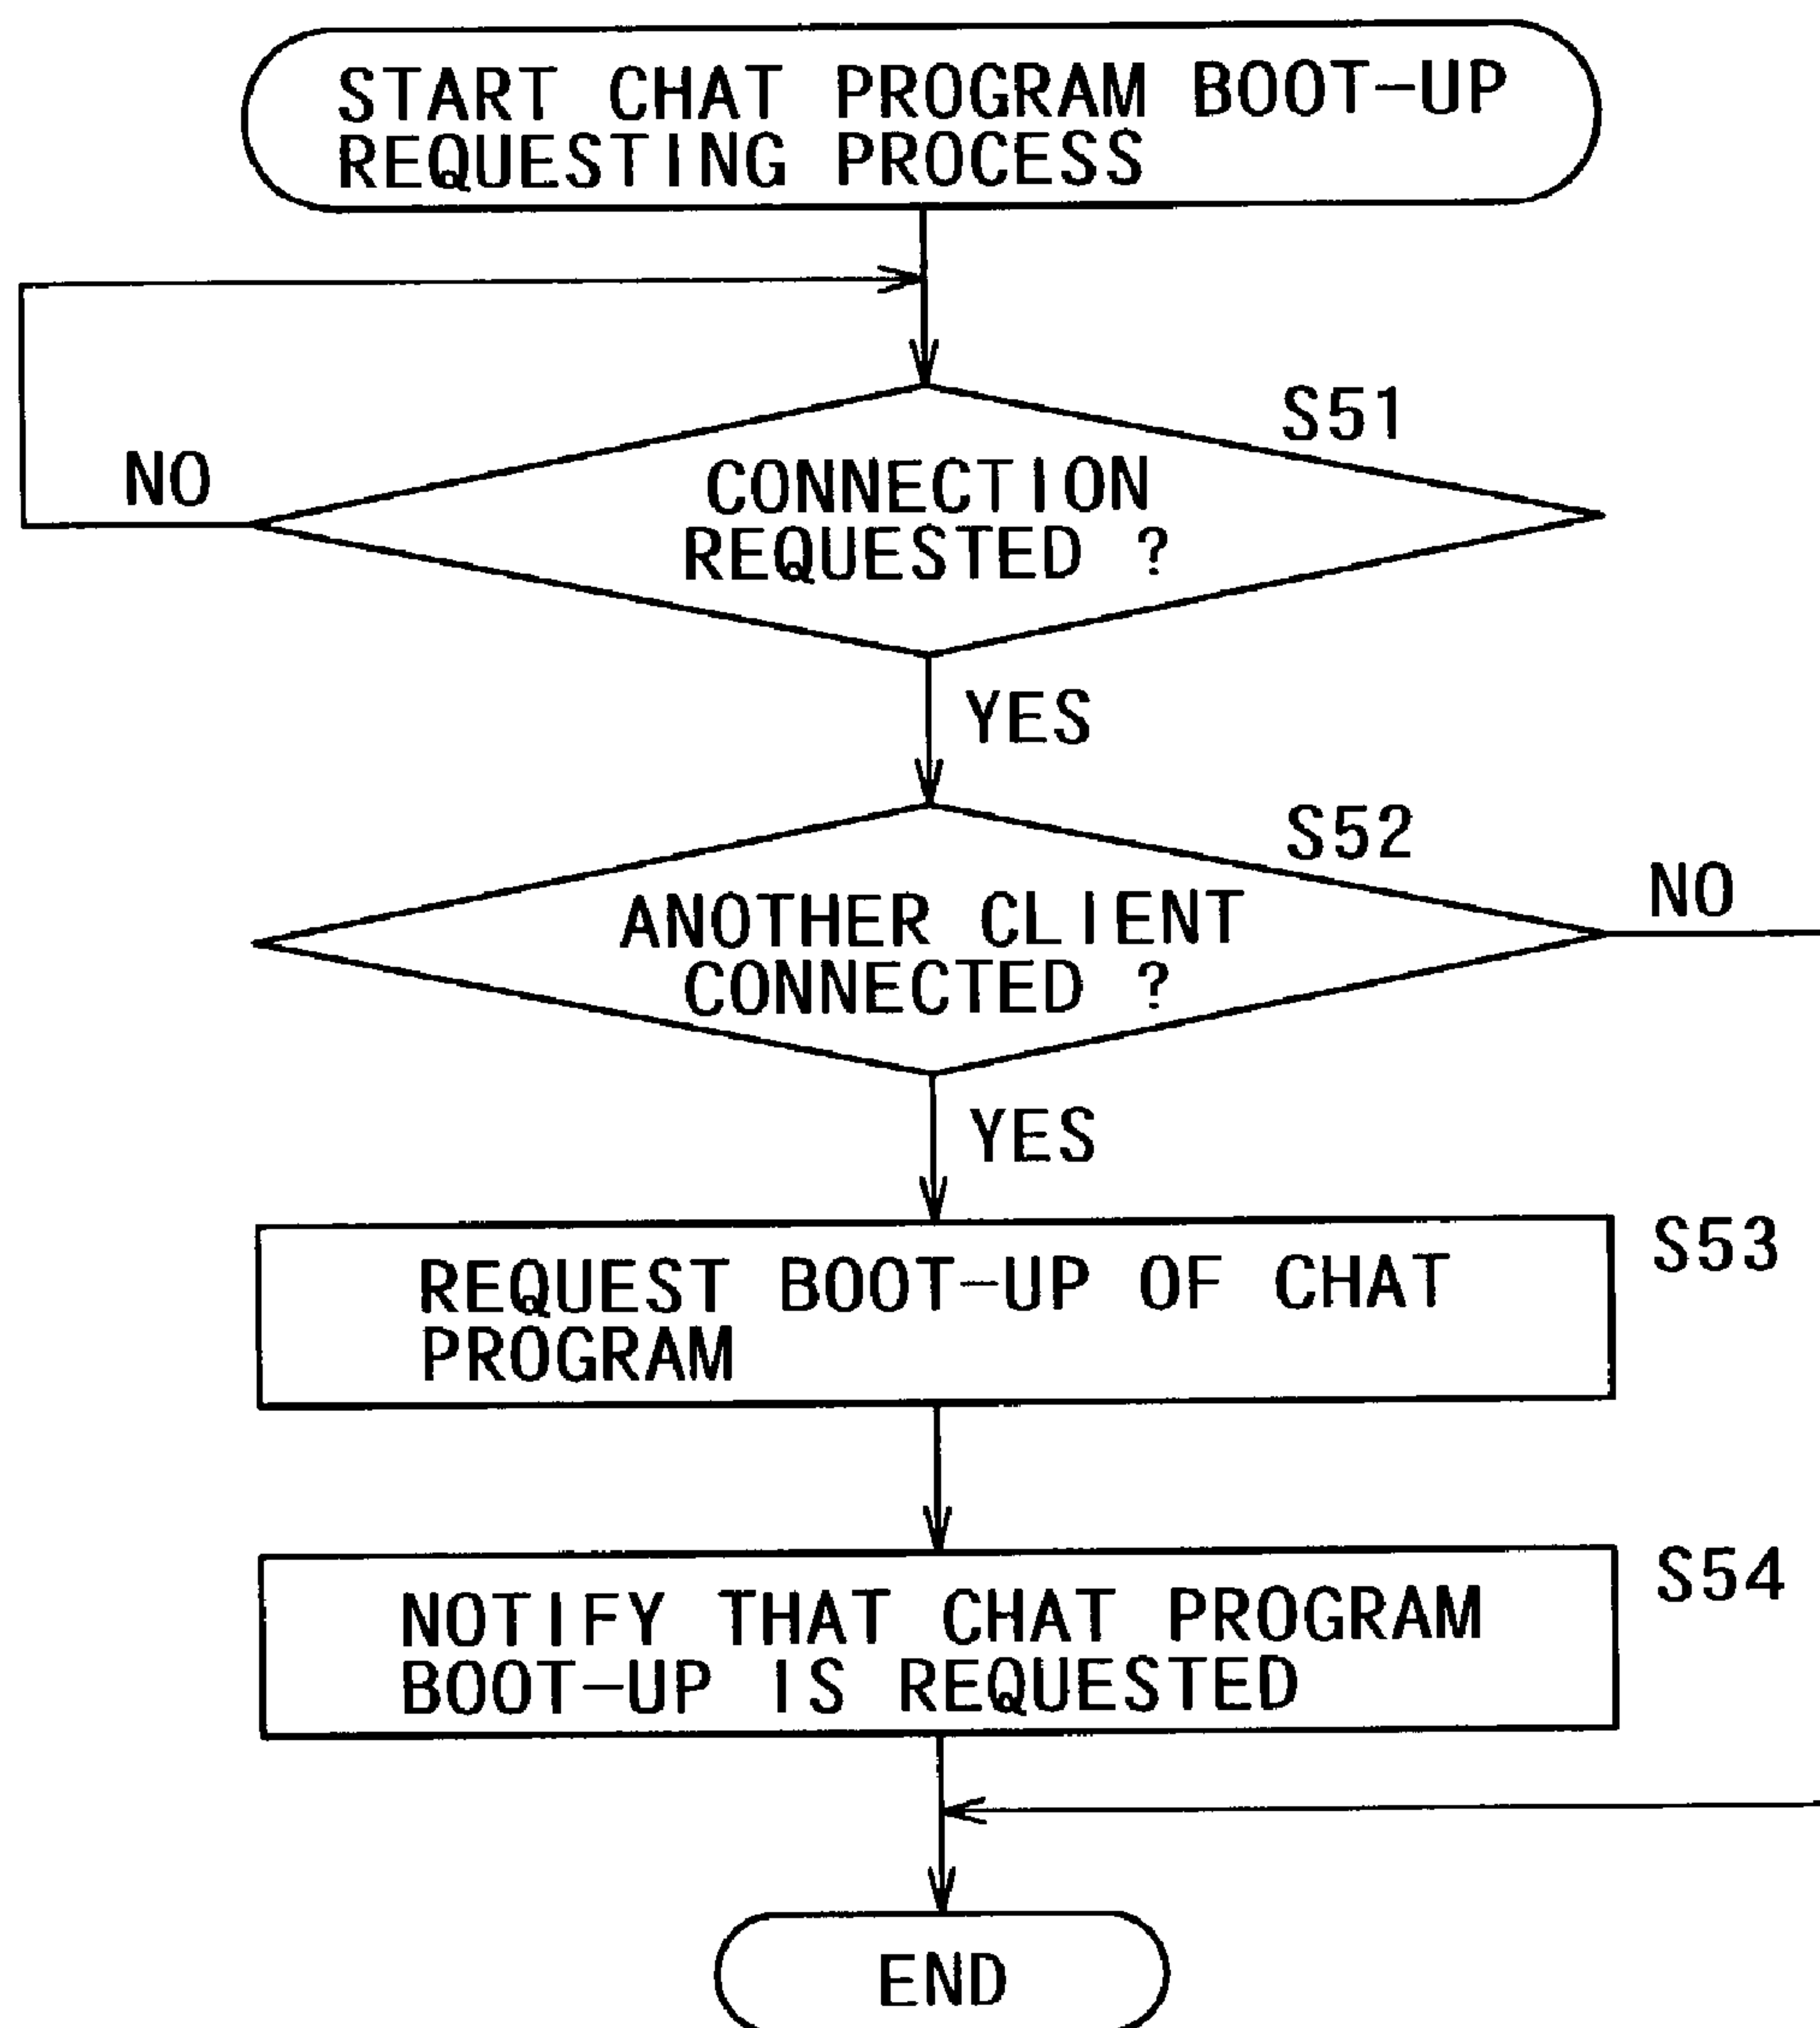 START CHAT PROGRAM BOOT-UP
REQUESTING PROCESS
S51
NO
CONNECTION
REQUESTED ?
YES
S52
NO
ANOTHER CLIENT
CONNECTED ?
YES
S53
REQUEST BOOT-UP OF CHAT
PROGRAM
S54
NOTIFY THAT CHAT PROGRAM
BOOT-UP IS REQUESTED
END